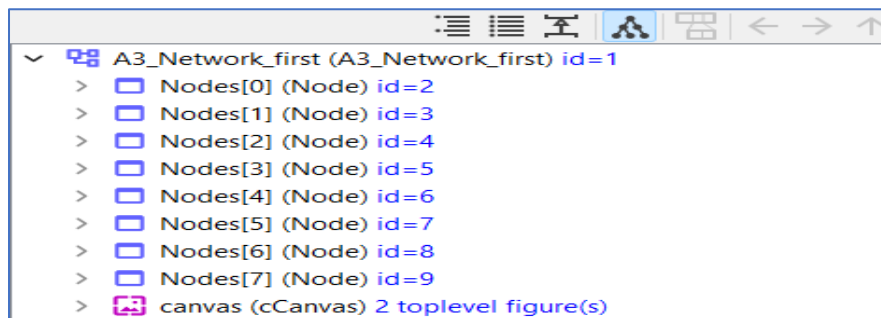 A3_Network_first (A3_Network_first) id=1
Nodes[0] (Node) id=2
Nodes[1] (Node) id=3
Nodes[2] (Node) id=4
Nodes[3] (Node) id=5
Nodes[4] (Node) id=6
Nodes[5] (Node) id=7
Nodes[6] (Node) id=8
Nodes[7] (Node) id=9
canvas (cCanvas) 2 toplevel figure(s)